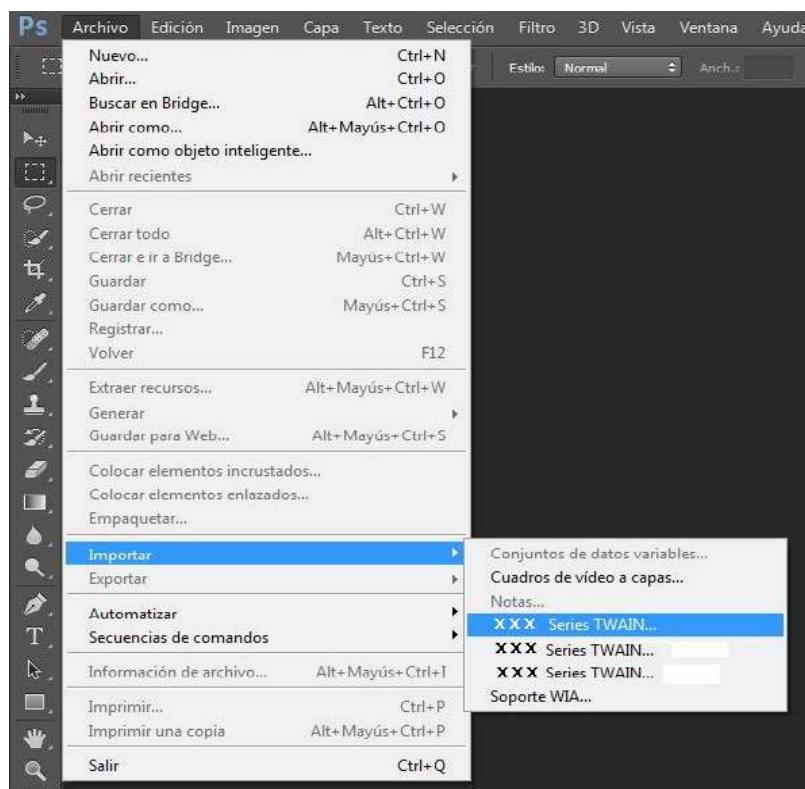 Ps Archivo Edición Imagen Capa Texto Selección Filtro 3D Vista Ventana Ayuda
Estilo: Normal Anch.:
Nuevo... Ctrl+N
Abrir... Ctrl+O
Buscar en Bridge... Alt+Ctrl+O
Abrir como... Alt+Mayús+Ctrl+O
Abrir como objeto inteligente...
Abrir recientes
Cerrar Ctrl+W
Cerrar todo Alt+Ctrl+W
Cerrar e ir a Bridge... Mayús+Ctrl+W
Guardar Ctrl+S
Guardar como... Mayús+Ctrl+S
Registrar...
Volver F12
Extraer recursos... Alt+Mayús+Ctrl+W
Generar
Guardar para Web... Alt+Mayús+Ctrl+S
Colocar elementos incrustados...
Colocar elementos enlazados...
Empaquetar...
Importar
Exportar
Automatizar
Secuencias de comandos
Información de archivo... Alt+Mayús+Ctrl+I
Imprimir... Ctrl+P
Imprimir una copia Alt+Mayús+Ctrl+P
Salir Ctrl+Q
Conjuntos de datos variables...
Cuadros de vídeo a capas...
Notas...
XXX Series TWAIN...
XXX Series TWAIN...
XXX Series TWAIN...
Soporte WIA...